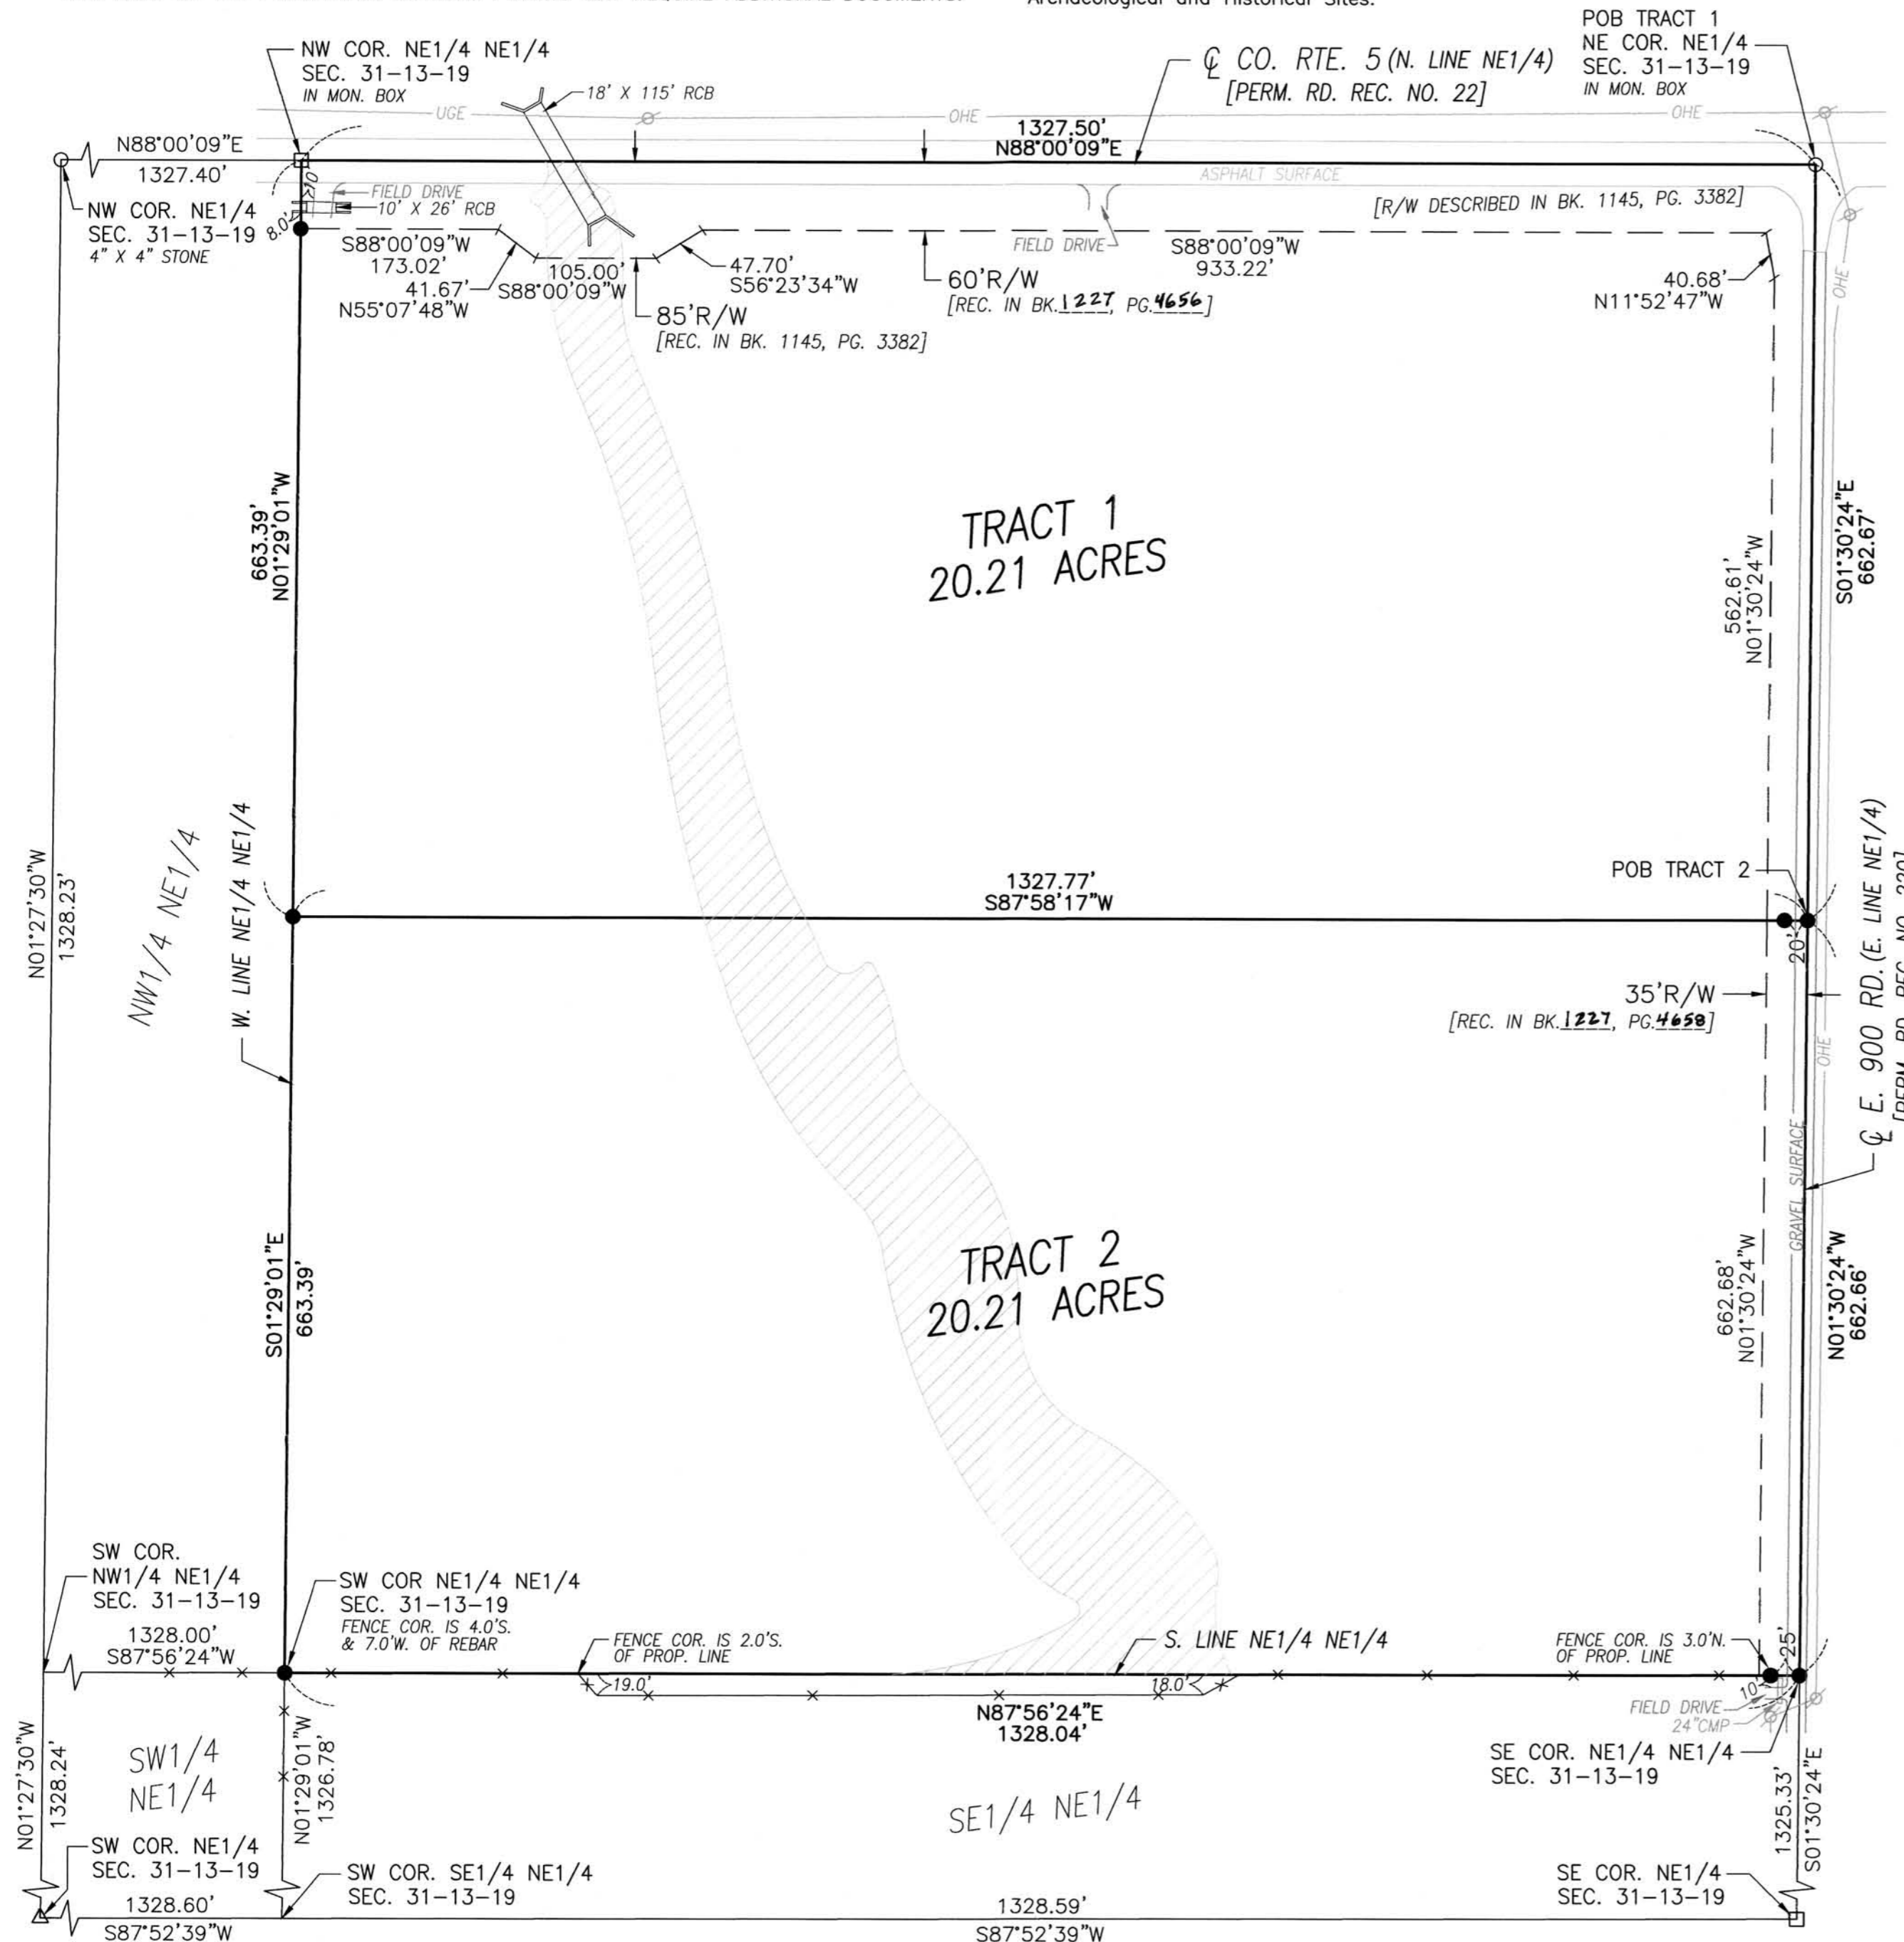 Archaeological and Historical Sites.
POB TRACT 1
NE COR. NE1/4
SEC. 31-13-19
IN MON. BOX
NW COR. NE1/4 NE1/4
SEC. 31-13-19
IN MON. BOX
18' X 115' RCB
℄ CO. RTE. 5 (N. LINE NE1/4)
[PERM. RD. REC. NO. 22]
UGE
OHE
OHE
N88°00'09"E
1327.40'
1327.50'
N88°00'09"E
ASPHALT SURFACE
NW COR. NE1/4
SEC. 31-13-19
4" X 4" STONE
10'
FIELD DRIVE
10' X 26' RCB
8.0'
[R/W DESCRIBED IN BK. 1145, PG. 3382]
S88°00'09"W
173.02'
41.67'
N55°07'48"W
105.00'
S88°00'09"W
47.70'
S56°23'34"W
85'R/W
[REC. IN BK. 1145, PG. 3382]
60'R/W
[REC. IN BK. 1227, PG. 4656]
FIELD DRIVE
S88°00'09"W
933.22'
40.68'
N11°52'47"W
OHE
663.39'
N01°29'01"W
TRACT 1
20.21 ACRES
562.61'
N01°30'24"W
S01°30'24"E
662.67'
N01°27'30"W
1328.23'
NW1/4 NE1/4
W. LINE NE1/4 NE1/4
1327.77'
S87°58'17"W
POB TRACT 2
20'
35'R/W
[REC. IN BK. 1227, PG. 4658]
OHE
℄ E. 900 RD. (E. LINE NE1/4)
[PERM. RD. REC. NO. 230]
GRAVEL SURFACE
S01°29'01"E
663.39'
TRACT 2
20.21 ACRES
662.68'
N01°30'24"W
N01°30'24"W
662.66'
SW COR.
NW1/4 NE1/4
SEC. 31-13-19
1328.00'
S87°56'24"W
SW COR NE1/4 NE1/4
SEC. 31-13-19
FENCE COR. IS 4.0'S.
& 7.0'W. OF REBAR
FENCE COR. IS 2.0'S.
OF PROP. LINE
S. LINE NE1/4 NE1/4
FENCE COR. IS 3.0'N.
OF PROP. LINE
25'
10'
19.0'
18.0'
N87°56'24"E
1328.04'
FIELD DRIVE
24"CMP
SE COR. NE1/4 NE1/4
SEC. 31-13-19
N01°27'30"W
1328.24'
SW1/4
NE1/4
N01°29'01"W
1326.78'
SE1/4 NE1/4
1325.33'
S01°30'24"E
SW COR. NE1/4
SEC. 31-13-19
SW COR. SE1/4 NE1/4
SEC. 31-13-19
SE COR. NE1/4
SEC. 31-13-19
1328.60'
S87°52'39"W
1328.59'
S87°52'39"W